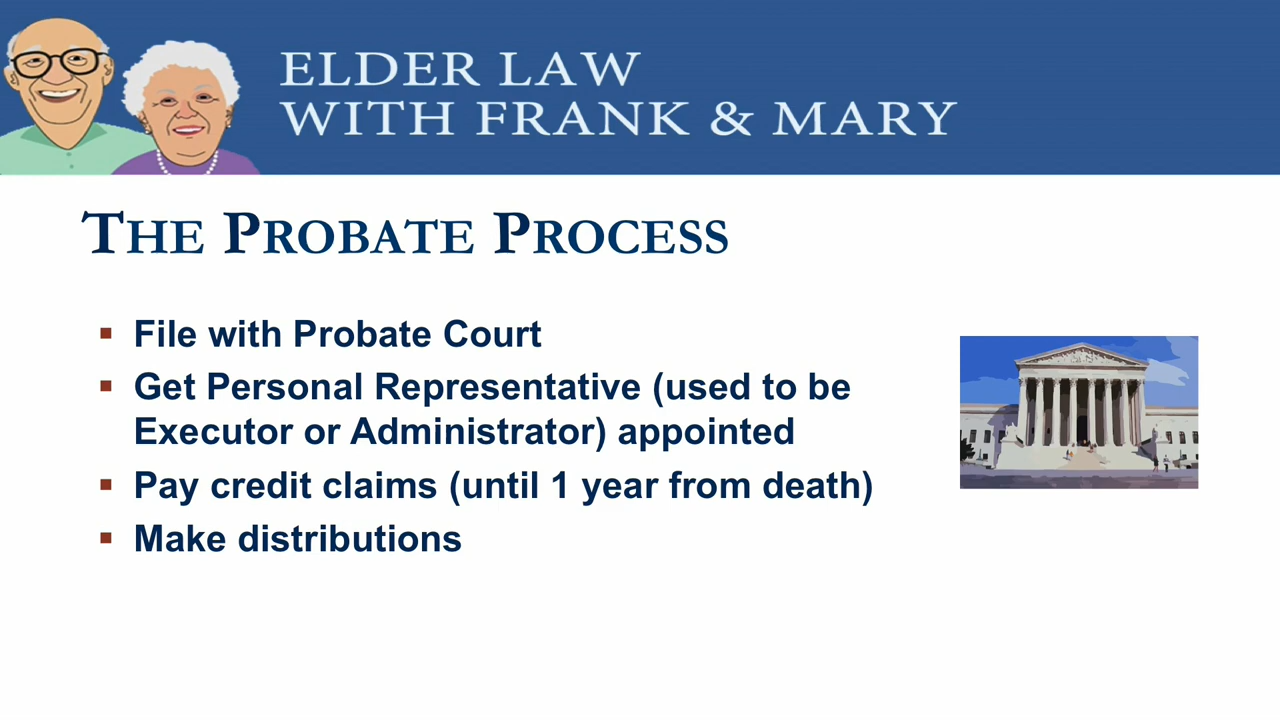 ELDER LAW
WITH FRANK & MARY
THE PROBATE PROCESS
▪ File with Probate Court
▪ Get Personal Representative (used to be
Executor or Administrator) appointed
▪ Pay credit claims (until 1 year from death)
▪ Make distributions